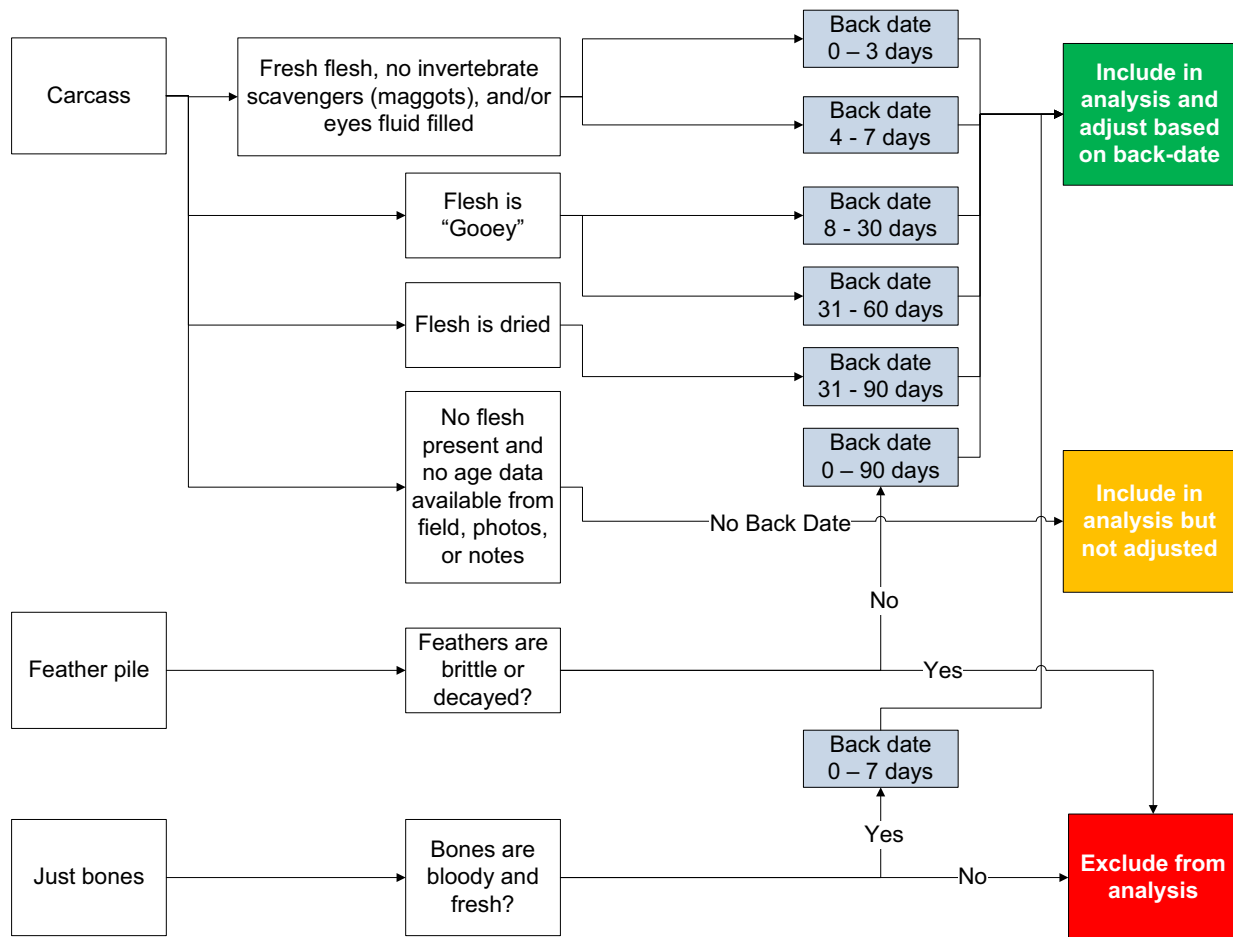 Carcass
Fresh flesh, no invertebrate
scavengers (maggots), and/or
eyes fluid filled
Back date
0 – 3 days
Back date
4 - 7 days
Include in
analysis and
adjust based
on back-date
Flesh is
“Gooey”
Back date
8 - 30 days
Back date
31 - 60 days
Flesh is dried
Back date
31 - 90 days
No flesh
present and
no age data
available from
field, photos,
or notes
Back date
0 – 90 days
No Back Date
Include in
analysis but
not adjusted
No
Feather pile
Feathers are
brittle or
decayed?
Yes
Back date
0 – 7 days
Yes
Just bones
Bones are
bloody and
fresh?
No
Exclude from
analysis